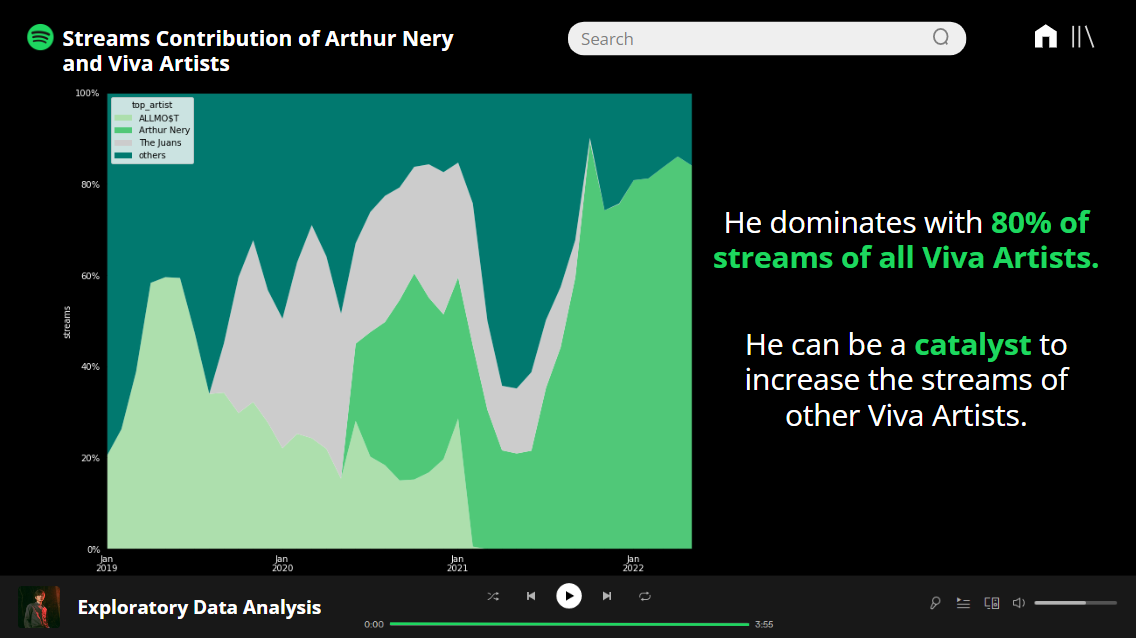 Streams Contribution of Arthur Nery
and Viva Artists
Search
100%
80%
60%
40%
20%
0%
streams
top_artist
ALLMO$T
Arthur Nery
The Juans
others
Jan
2019
Jan
2020
Jan
2021
Jan
2022
He dominates with 80% of
streams of all Viva Artists.
He can be a catalyst to
increase the streams of
other Viva Artists.
Exploratory Data Analysis
0:00
3:55